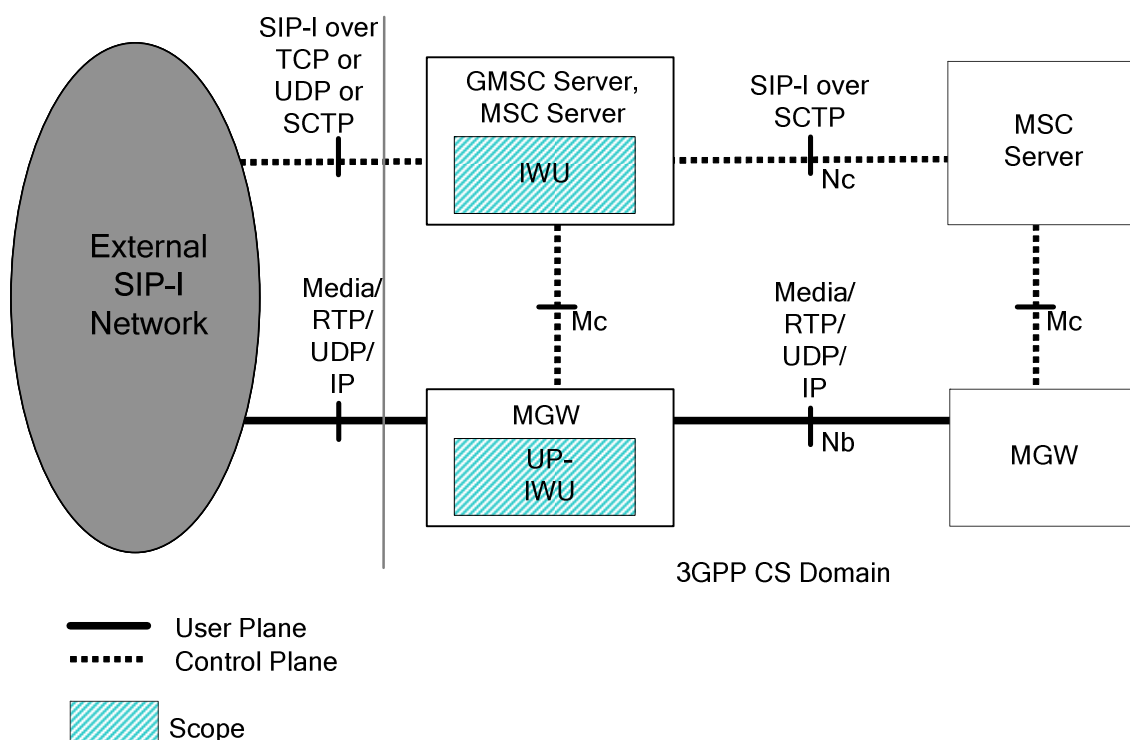 SIP-I over
TCP or
UDP or
SCTP
GMSC Server,
MSC Server
IWU
SIP-I over
SCTP
Nc
MSC
Server
External
SIP-I
Network
Media/
RTP/
UDP/
IP
Mc
Media/
RTP/
UDP/
IP
Mc
MGW
UP-
IWU
Nb
MGW
3GPP CS Domain
User Plane
Control Plane
Scope